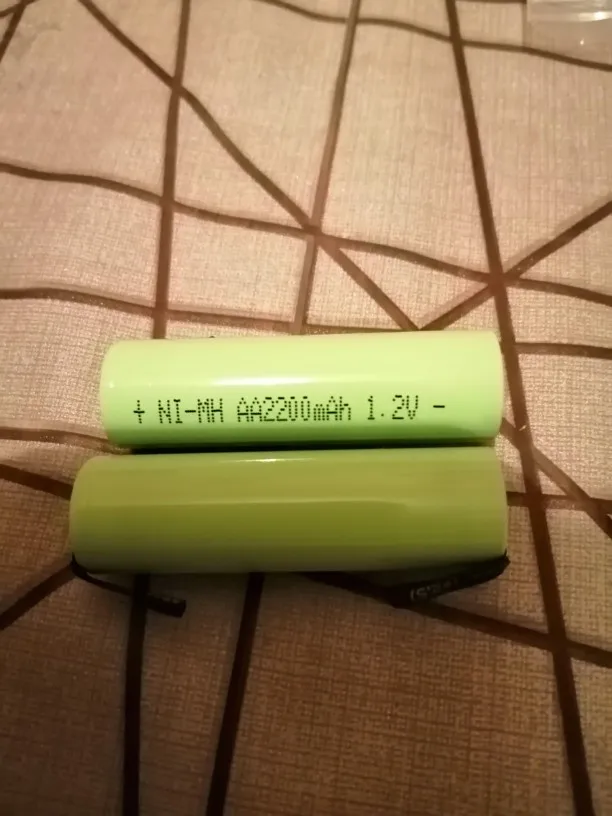 + NI-MH AA2200mAh 1.2V -